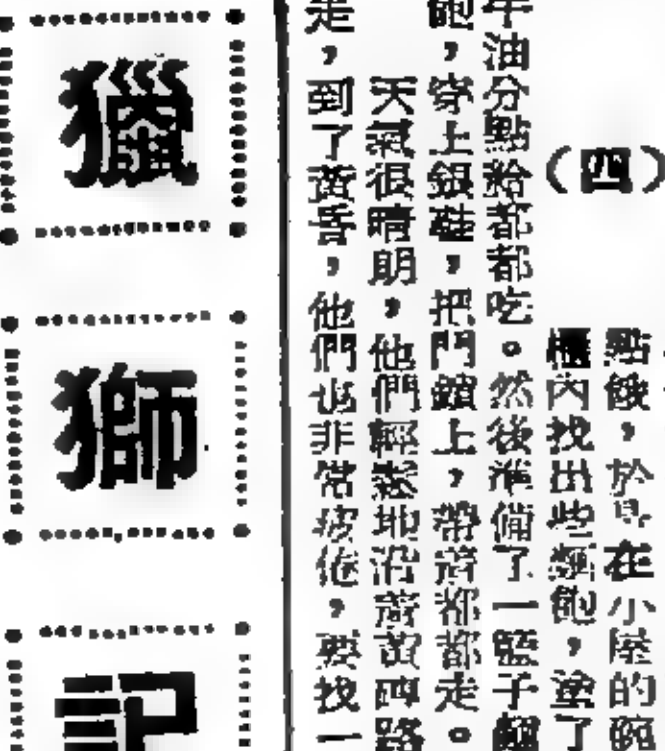 點餓,於是在小屋的碗
櫃內找出些麵飽,塗了
(四)
牛油分點給都都吃。然後準備了一籃子麵
飽,穿上銀鞋,把門鎖上,帶着都都走。
天氣很晴朗,他們輕鬆地沿着黃磚路
走,到了黃昏,他們也非常疲倦,要找一
獵
獅
記